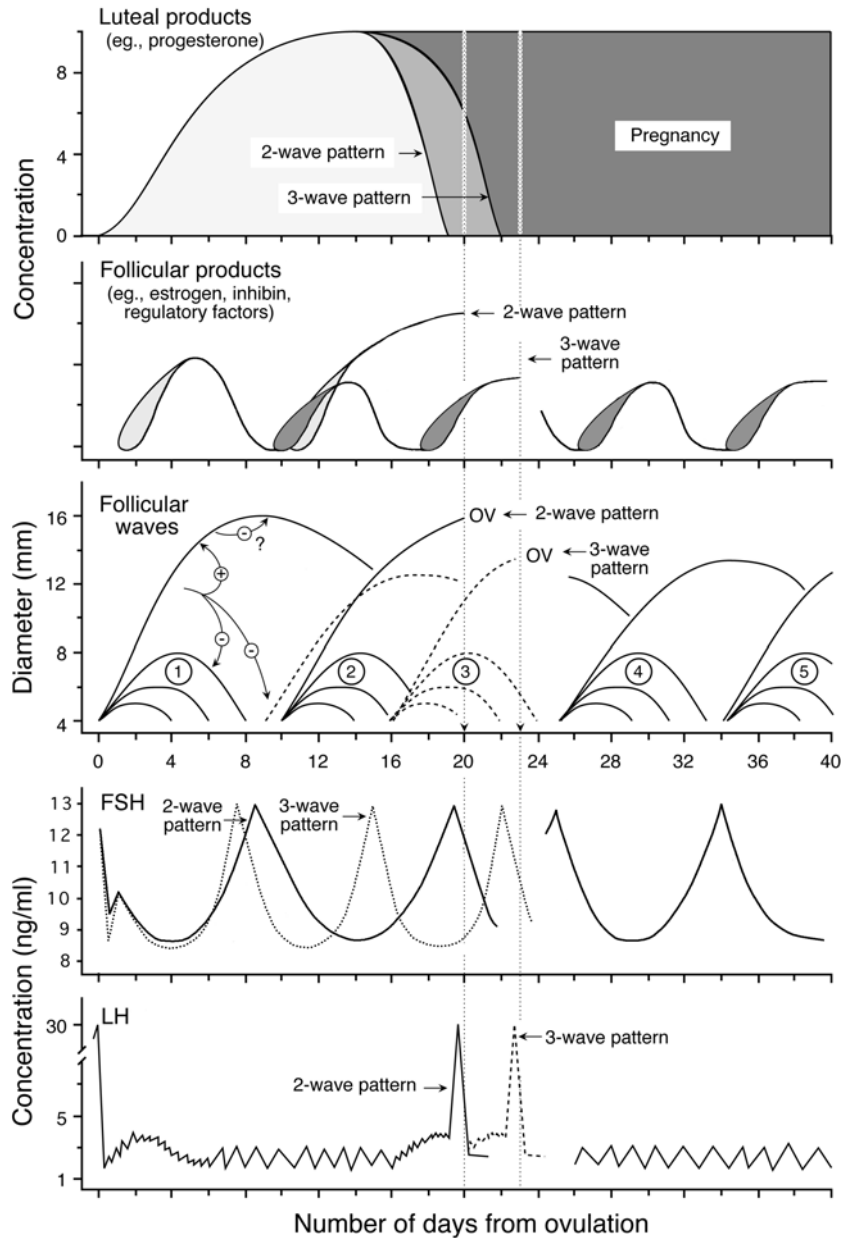 Luteal products
(eg., progesterone)
8
4
0
2-wave pattern
3-wave pattern
Pregnancy
Concentration
Follicular products
(eg., estrogen, inhibin,
regulatory factors)
2-wave pattern
3-wave
pattern
Follicular
waves
16
12
8
4
Diameter (mm)
OV
2-wave pattern
OV
3-wave
pattern
-
?
+
-
-
1
2
3
4
5
0 4 8 12 16 20 24 28 32 36 40
FSH
13
12
11
10
9
8
2-wave
pattern
3-wave
pattern
Concentration (ng/ml)
LH
30
5
1
2-wave pattern
3-wave pattern
Number of days from ovulation